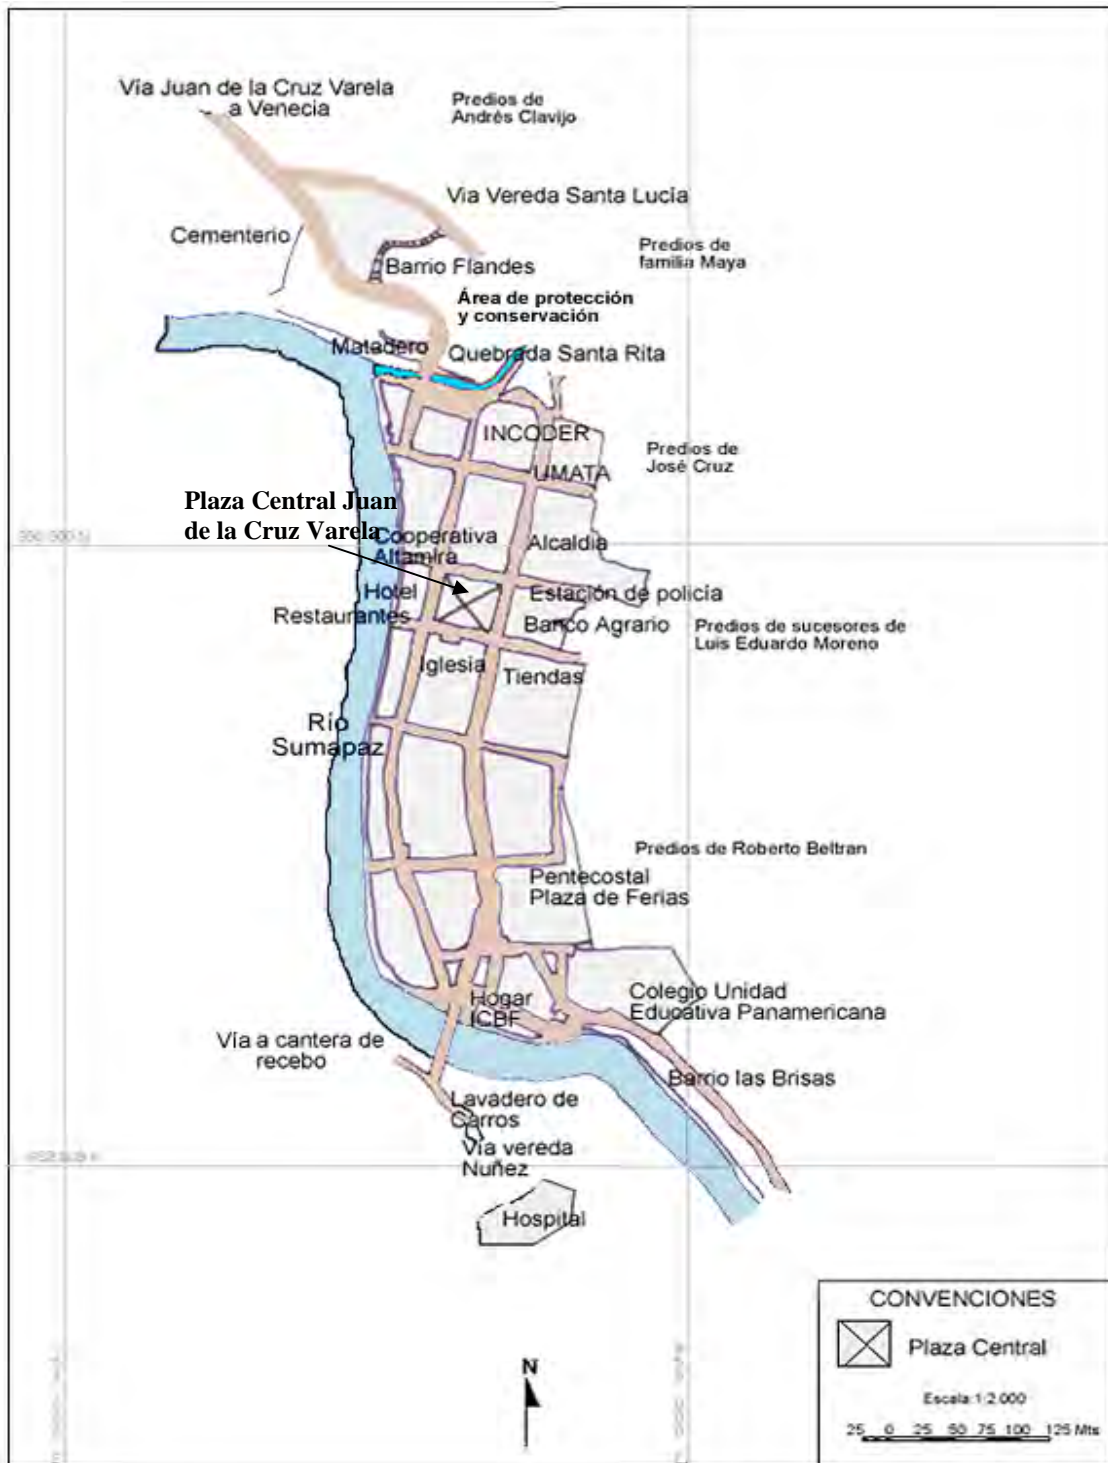 Vía Juan de la Cruz Varela
a Venecia
Predios de
Andrés Clavijo
Via Vereda Santa Lucía
Cementerio
Predios de
familia Maya
Barrio Flandes
Área de protección
y conservación
Matadero
Quebrada Santa Rita
INCODER
Predios de
José Cruz
UMATA
Plaza Central Juan
de la Cruz Varela
Cooperativa
Altamira
Alcaldia
Hotel
Restaurantes
Estación de policía
Banco Agrario
Predios de sucesores de
Luis Eduardo Moreno
Iglesia
Tiendas
Río
Sumapaz
Predios de Roberto Beltran
Pentecostal
Plaza de Ferias
Colegio Unidad
Educativa Panamericana
Hogar
ICBF
Vía a cantera de
recebo
Barrio las Brisas
Lavadero de
Carros
Vía vereda
Nuñez
Hospital
N
CONVENCIONES
Plaza Central
Escala 1:2.000
25 0 25 50 75 100 125 Mts